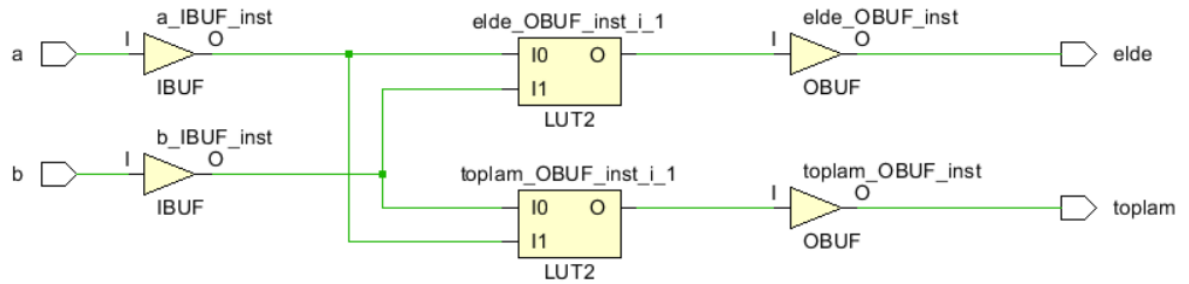 a_IBUF_inst
elde_OBUF_inst_i_1
elde_OBUF_inst
a
I
O
IBUF
I0
O
I1
LUT2
I
O
OBUF
elde
b_IBUF_inst
toplam_OBUF_inst_i_1
toplam_OBUF_inst
b
I
O
IBUF
I0
O
I1
LUT2
I
O
OBUF
toplam